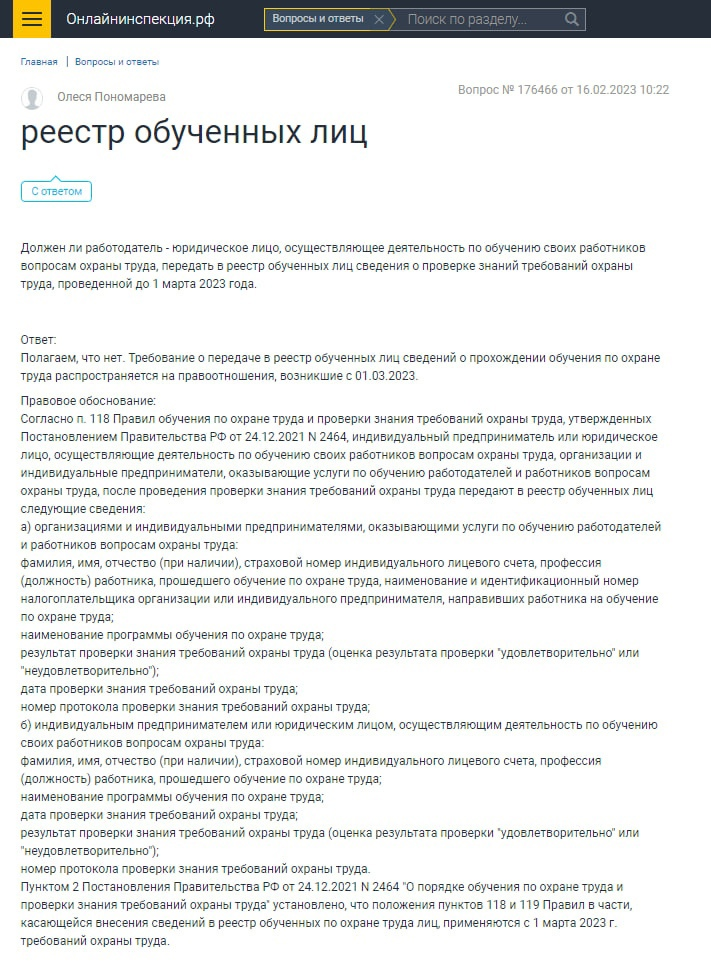 Онлайнинспекция.рф
Вопросы и ответы
Поиск по разделу...
Главная | Вопросы и ответы
Олеся Пономарева
Вопрос № 176466 от 16.02.2023 10:22
реестр обученных лиц
С ответом
Должен ли работодатель - юридическое лицо, осуществляющее деятельность по обучению своих работников
вопросам охраны труда, передать в реестр обученных лиц сведения о проверке знаний требований охраны
труда, проведенной до 1 марта 2023 года.
Ответ:
Полагаем, что нет. Требование о передаче в реестр обученных лиц сведений о прохождении обучения по охране
труда распространяется на правоотношения, возникшие с 01.03.2023.
Правовое обоснование:
Согласно п. 118 Правил обучения по охране труда и проверки знания требований охраны труда, утвержденных
Постановлением Правительства РФ от 24.12.2021 N 2464, индивидуальный предприниматель или юридическое
лицо, осуществляющие деятельность по обучению своих работников вопросам охраны труда, организации и
индивидуальные предприниматели, оказывающие услуги по обучению работодателей и работников вопросам
охраны труда, после проведения проверки знания требований охраны труда передают в реестр обученных лиц
следующие сведения:
а) организациями и индивидуальными предпринимателями, оказывающими услуги по обучению работодателей
и работников вопросам охраны труда:
фамилия, имя, отчество (при наличии), страховой номер индивидуального лицевого счета, профессия
(должность) работника, прошедшего обучение по охране труда, наименование и идентификационный номер
налогоплательщика организации или индивидуального предпринимателя, направивших работника на обучение
по охране труда;
наименование программы обучения по охране труда;
результат проверки знания требований охраны труда (оценка результата проверки "удовлетворительно" или
"неудовлетворительно");
дата проверки знания требований охраны труда;
номер протокола проверки знания требований охраны труда;
б) индивидуальным предпринимателем или юридическим лицом, осуществляющим деятельность по обучению
своих работников вопросам охраны труда:
фамилия, имя, отчество (при наличии), страховой номер индивидуального лицевого счета, профессия
(должность) работника, прошедшего обучение по охране труда;
наименование программы обучения по охране труда;
дата проверки знания требований охраны труда;
результат проверки знания требований охраны труда (оценка результата проверки "удовлетворительно" или
"неудовлетворительно");
номер протокола проверки знания требований охраны труда.
Пунктом 2 Постановления Правительства РФ от 24.12.2021 N 2464 "О порядке обучения по охране труда и
проверки знания требований охраны труда" установлено, что положения пунктов 118 и 119 Правил в части,
касающейся внесения сведений в реестр обученных по охране труда лиц, применяются с 1 марта 2023 г.
требований охраны труда.